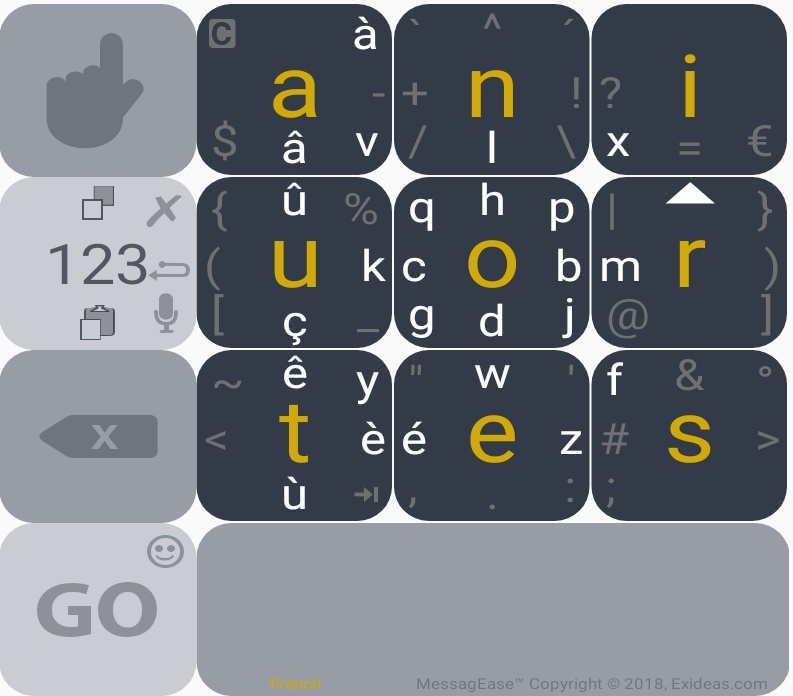 C à ` ^ ´
a - + n ! ? i
$ â v / l \ x = €
{ û % q h p | }
123 ( u k c o b m r )
[ ç _ g d j @ ]
~ ê y " w ' f & °
X < t è é e z # s >
ù , . : ;
GO
French MessagEase™ Copyright © 2018, Exideas.com